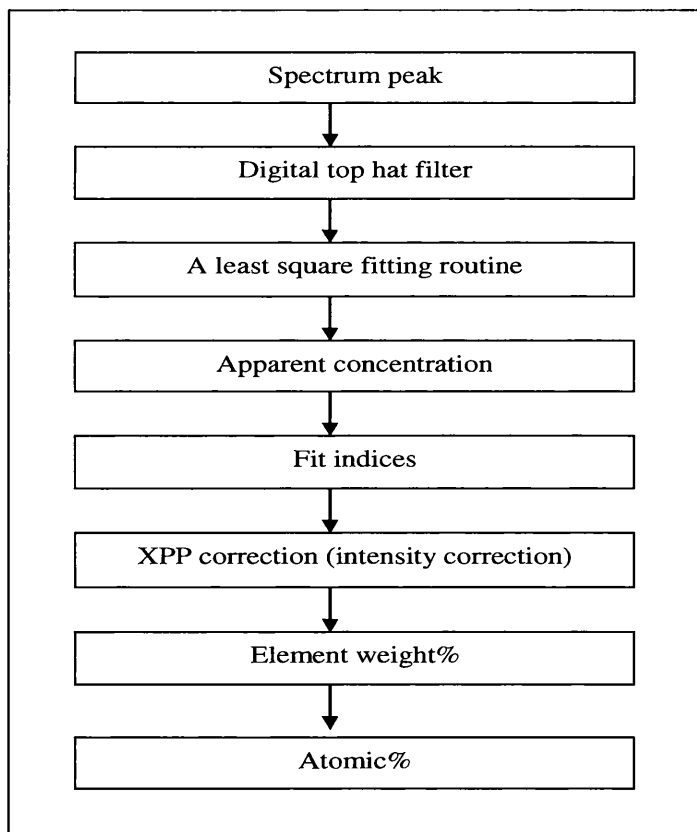 Spectrum peak
Digital top hat filter
A least square fitting routine
Apparent concentration
Fit indices
XPP correction (intensity correction)
Element weight%
Atomic%